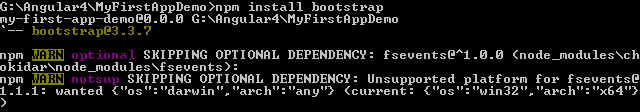 G:\Angular4\MyFirstAppDemo>npm install bootstrap
my-first-app-demo@0.0.0 G:\Angular4\MyFirstAppDemo
`-- bootstrap@3.3.7
npm WARN optional SKIPPING OPTIONAL DEPENDENCY: fsevents@^1.0.0 (node_modules\ch
okidar\node_modules\fsevents):
npm WARN notsup SKIPPING OPTIONAL DEPENDENCY: Unsupported platform for fsevents@
1.1.1: wanted {"os":"darwin","arch":"any"} (current: {"os":"win32","arch":"x64"}
)